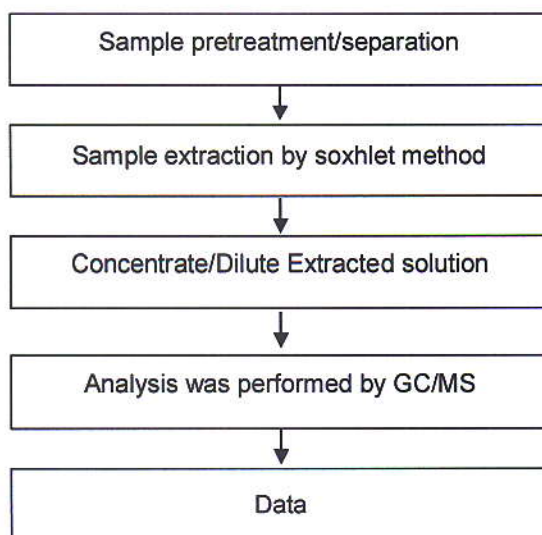 Sample pretreatment/separation
Sample extraction by soxhlet method
Concentrate/Dilute Extracted solution
Analysis was performed by GC/MS
Data